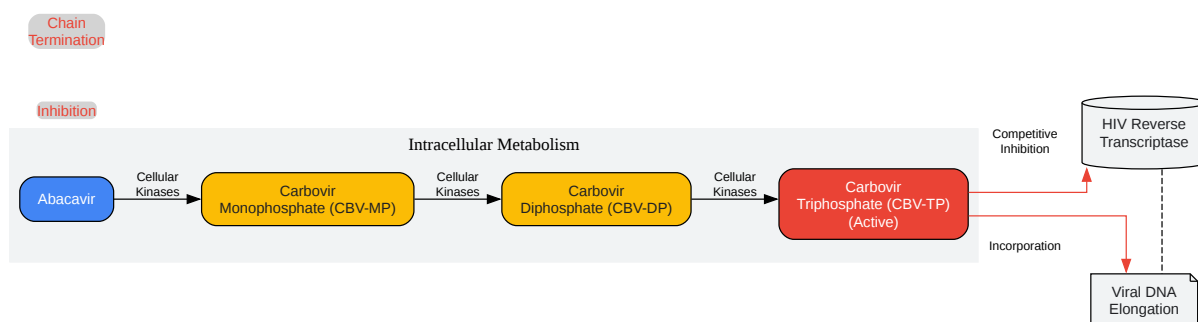 Chain
Termination
Inhibition
Intracellular Metabolism
Abacavir
Cellular
Kinases
Carbovir
Monophosphate (CBV-MP)
Cellular
Kinases
Carbovir
Diphosphate (CBV-DP)
Cellular
Kinases
Carbovir
Triphosphate (CBV-TP)
(Active)
Competitive
Inhibition
HIV Reverse
Transcriptase
Incorporation
Viral DNA
Elongation